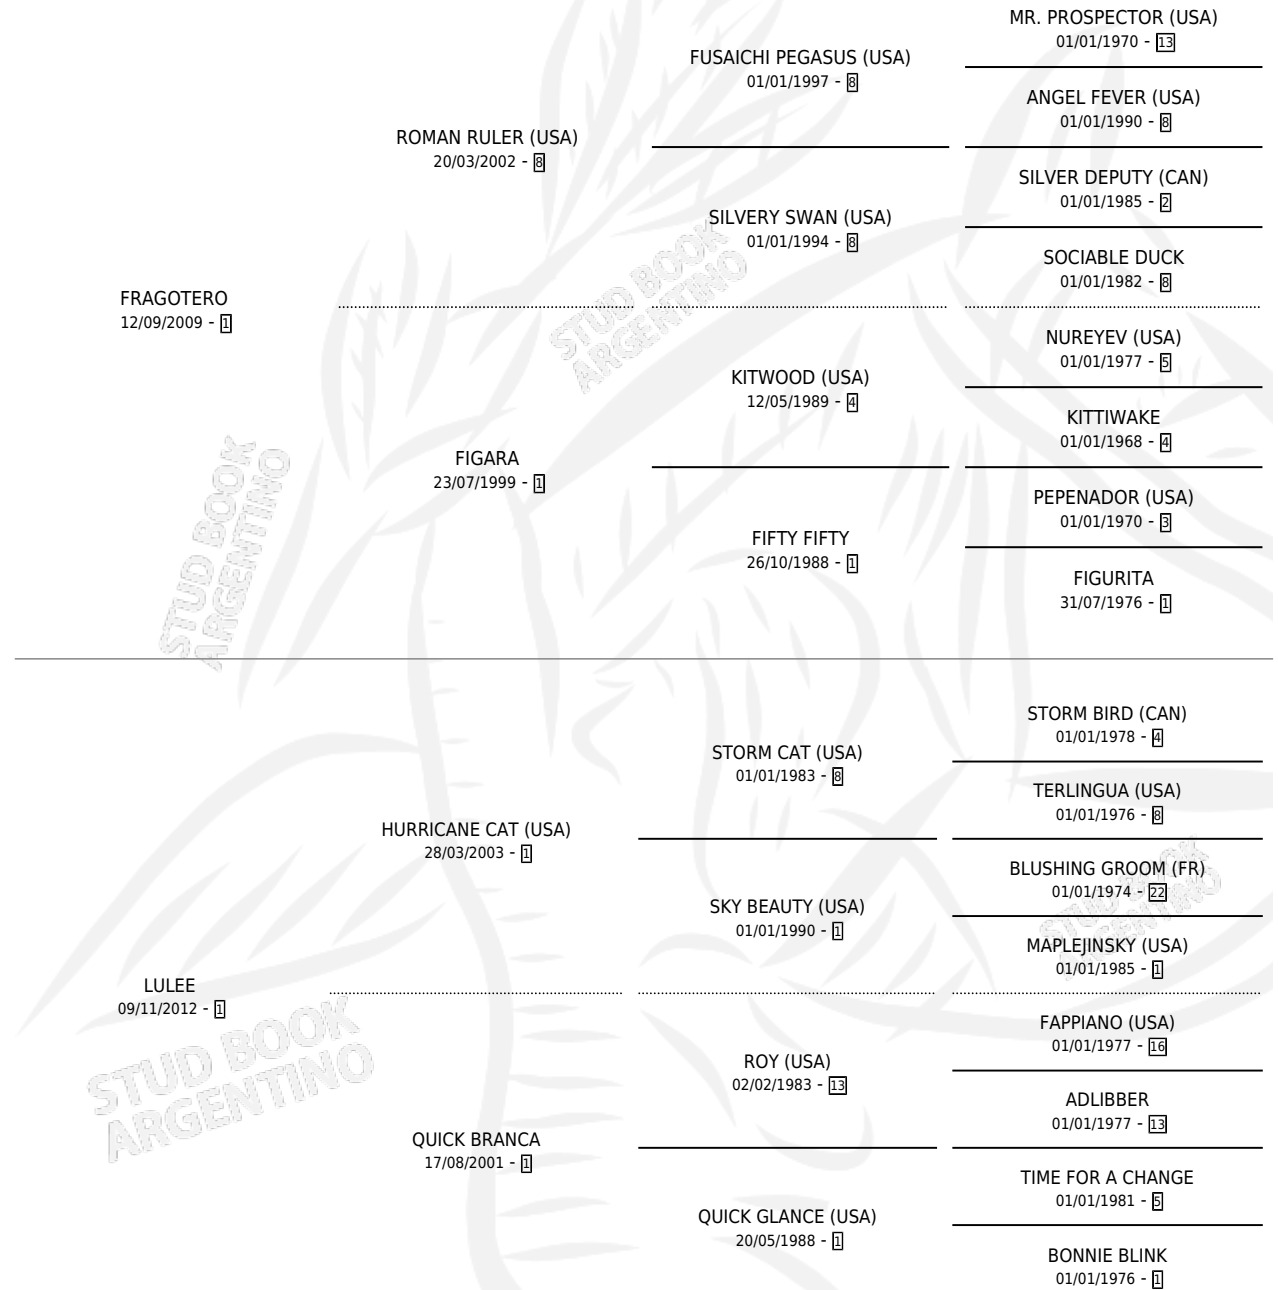 MR. PROSPECTOR (USA)
01/01/1970 - 13
FUSAICHI PEGASUS (USA)
01/01/1997 - 8
ANGEL FEVER (USA)
01/01/1990 - 8
ROMAN RULER (USA)
20/03/2002 - 8
SILVER DEPUTY (CAN)
01/01/1985 - 2
SILVERY SWAN (USA)
01/01/1994 - 8
SOCIABLE DUCK
01/01/1982 - 8
FRAGOTERO
12/09/2009 - 1
STUD BOOK
ARGENTINO
NUREYEV (USA)
01/01/1977 - 5
KITWOOD (USA)
12/05/1989 - 4
KITTIWAKE
01/01/1968 - 4
FIGARA
23/07/1999 - 1
PEPENADOR (USA)
01/01/1970 - 3
FIFTY FIFTY
26/10/1988 - 1
FIGURITA
31/07/1976 - 1
STUD BOOK
ARGENTINO
STORM BIRD (CAN)
01/01/1978 - 4
STORM CAT (USA)
01/01/1983 - 8
TERLINGUA (USA)
01/01/1976 - 8
HURRICANE CAT (USA)
28/03/2003 - 1
BLUSHING GROOM (FR)
01/01/1974 - 22
SKY BEAUTY (USA)
01/01/1990 - 1
STUD BOOK
ARGENTINO
MAPLEJINSKY (USA)
01/01/1985 - 1
LULEE
09/11/2012 - 1
STUD BOOK
ARGENTINO
FAPPIANO (USA)
01/01/1977 - 16
ROY (USA)
02/02/1983 - 13
ADLIBBER
01/01/1977 - 13
QUICK BRANCA
17/08/2001 - 1
TIME FOR A CHANGE
01/01/1981 - 5
QUICK GLANCE (USA)
20/05/1988 - 1
BONNIE BLINK
01/01/1976 - 1